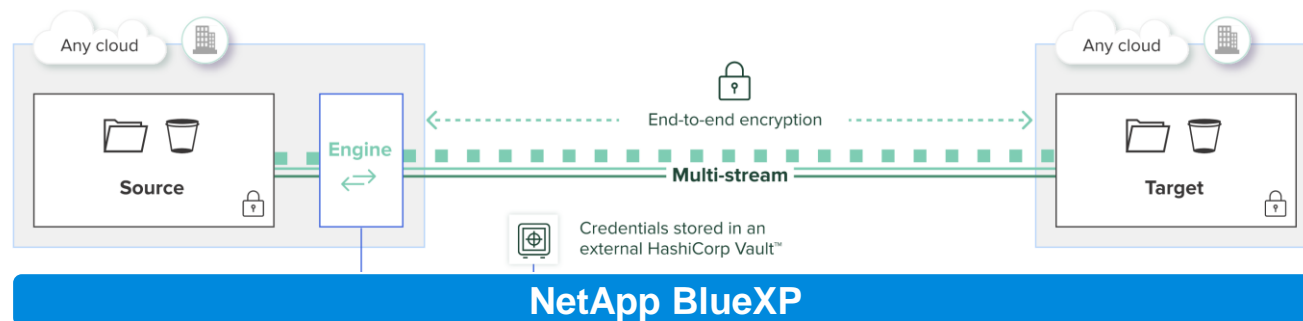 Any cloud
Any cloud
End-to-end encryption
Engine
Source
Multi-stream
Target
Credentials stored in an
external HashiCorp Vault™
NetApp BlueXP